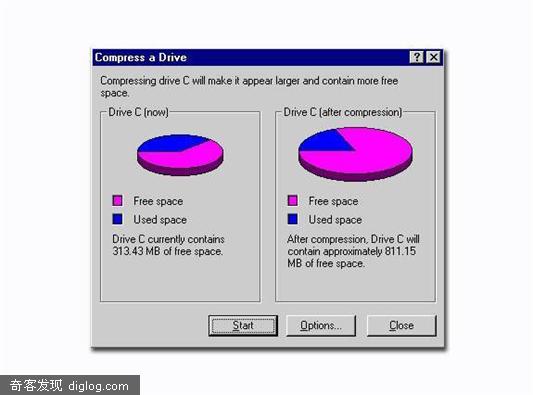 Compress a Drive
Compressing drive C will make it appear larger and contain more free
space.
Drive C (now)
Free space
Used space
Drive C currently contains
313.43 MB of free space.
Drive C (after compression)
Free space
Used space
After compression, Drive C will
contain approximately 811.15
MB of free space.
Start
Options...
Close
奇客发现 diglog.com